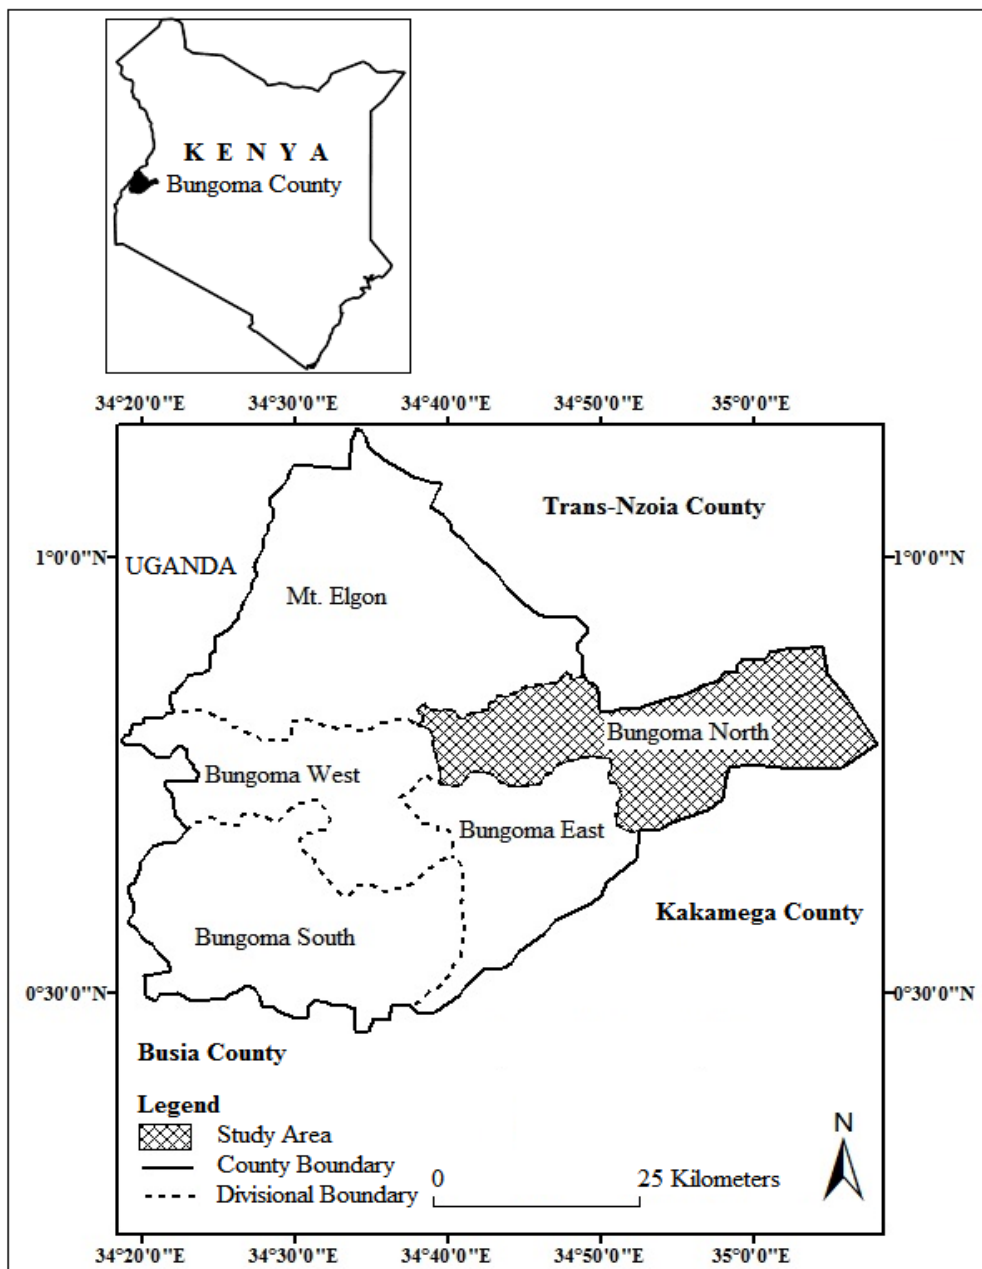 K E N Y A
Bungoma County
34°20'0"E 34°30'0"E 34°40'0"E 34°50'0"E 35°0'0"E
Trans-Nzoia County
1°0'0"N UGANDA 1°0'0"N
Mt. Elgon
Bungoma North
Bungoma West
Bungoma East
Kakamega County
Bungoma South
0°30'0"N 0°30'0"N
Busia County
Legend
Study Area
County Boundary
Divisional Boundary
0 25 Kilometers
N
34°20'0"E 34°30'0"E 34°40'0"E 34°50'0"E 35°0'0"E